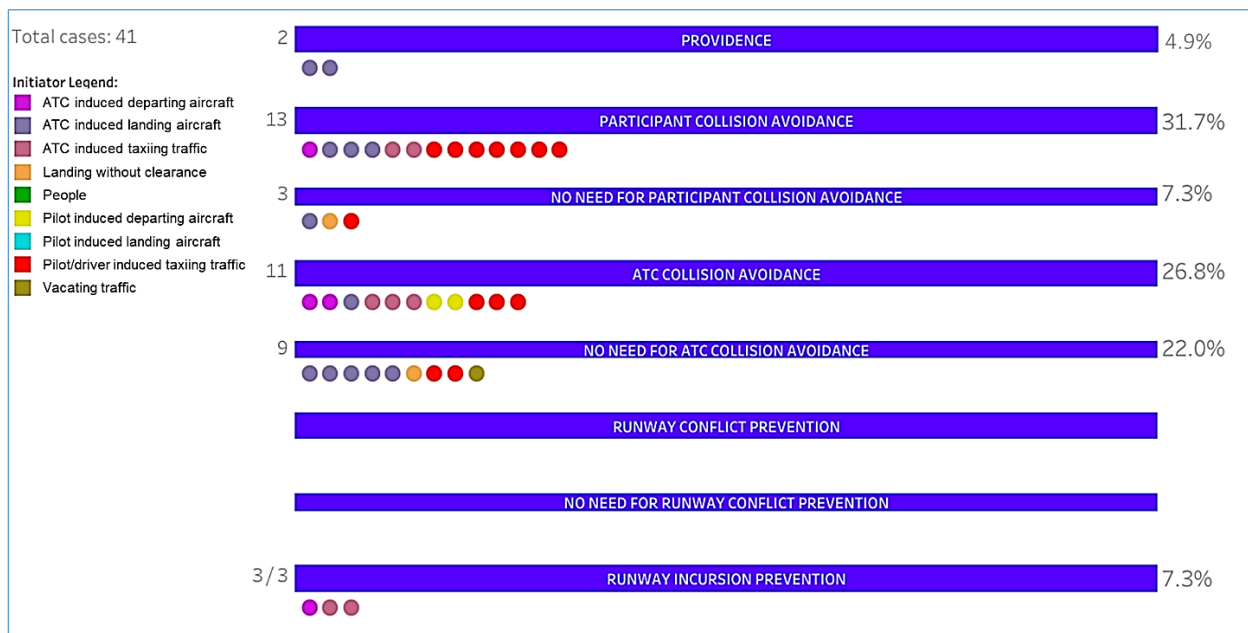 Total cases: 41
Initiator Legend:
ATC induced departing aircraft
ATC induced landing aircraft
ATC induced taxiing traffic
Landing without clearance
People
Pilot induced departing aircraft
Pilot induced landing aircraft
Pilot/driver induced taxiing traffic
Vacating traffic
2 PROVIDENCE 4.9%
13 PARTICIPANT COLLISION AVOIDANCE 31.7%
3 NO NEED FOR PARTICIPANT COLLISION AVOIDANCE 7.3%
11 ATC COLLISION AVOIDANCE 26.8%
9 NO NEED FOR ATC COLLISION AVOIDANCE 22.0%
RUNWAY CONFLICT PREVENTION
NO NEED FOR RUNWAY CONFLICT PREVENTION
3/3 RUNWAY INCURSION PREVENTION 7.3%